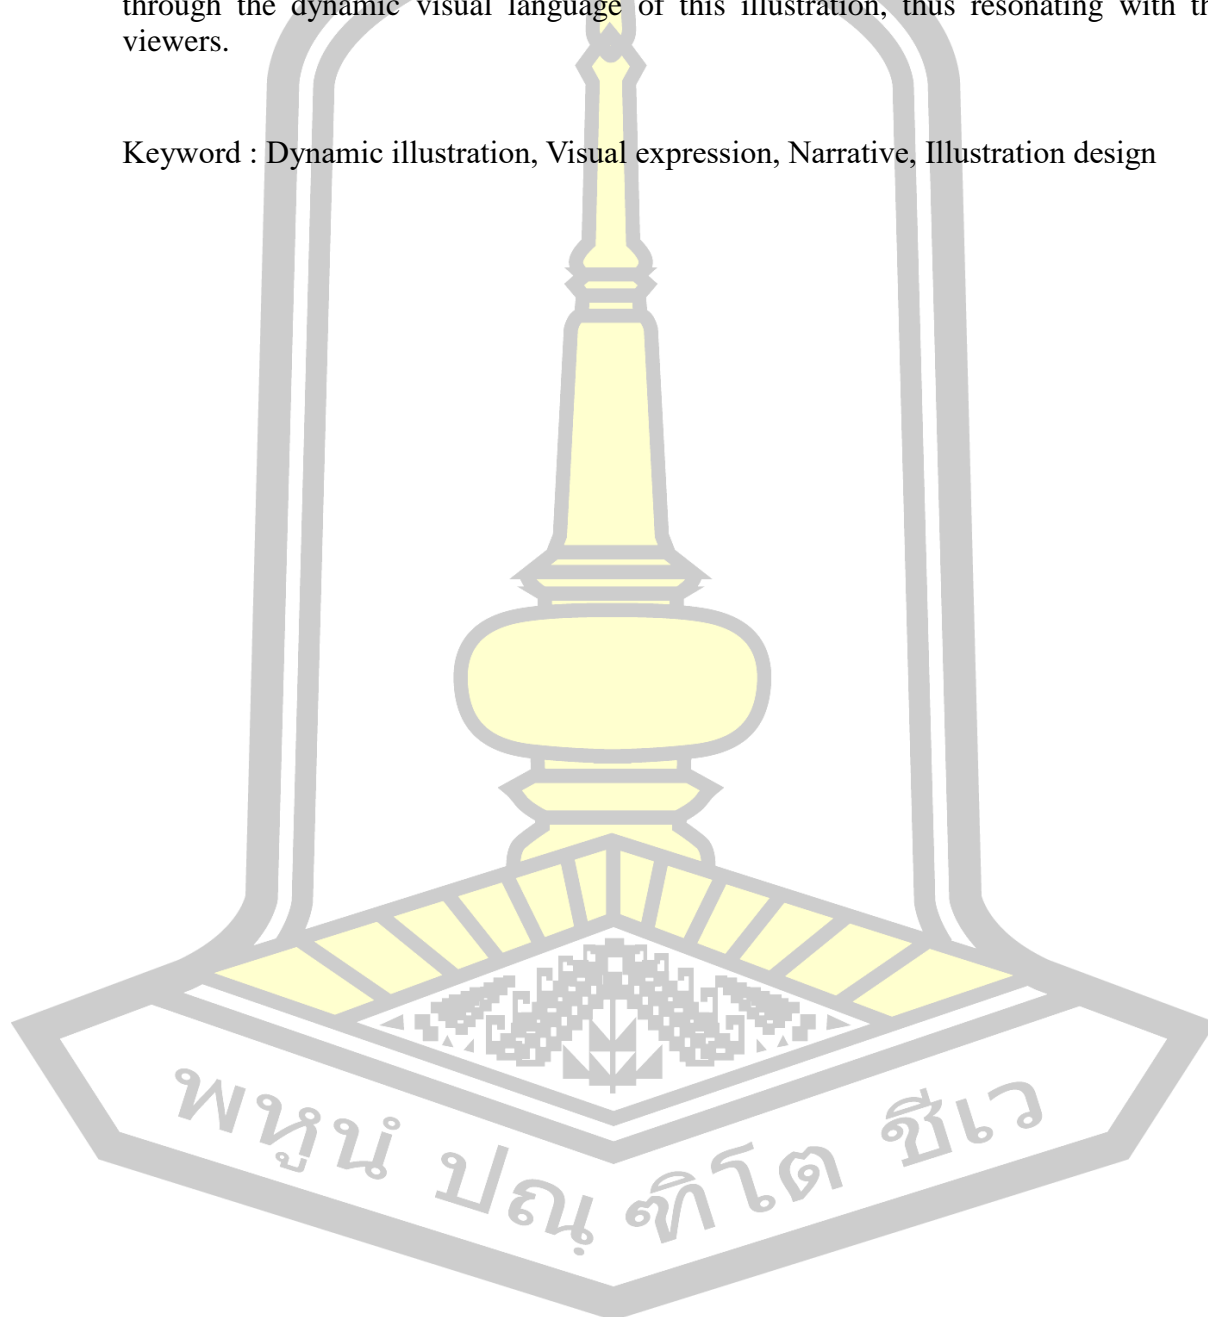 through the dynamic visual language of this illustration, thus resonating with th
viewers.
Keyword : Dynamic illustration, Visual expression, Narrative, Illustration design
พหูนํ ปณฺฑิโต ชีเว